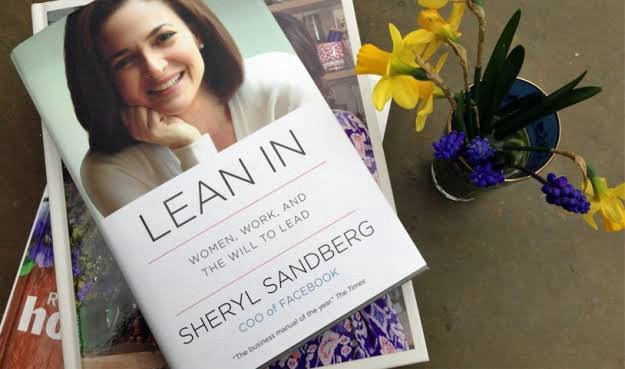 LEAN IN
WOMEN, WORK, AND
THE WILL TO LEAD
SHERYL SANDBERG
COO of FACEBOOK
"The business manual of the year," The Times
R
ho